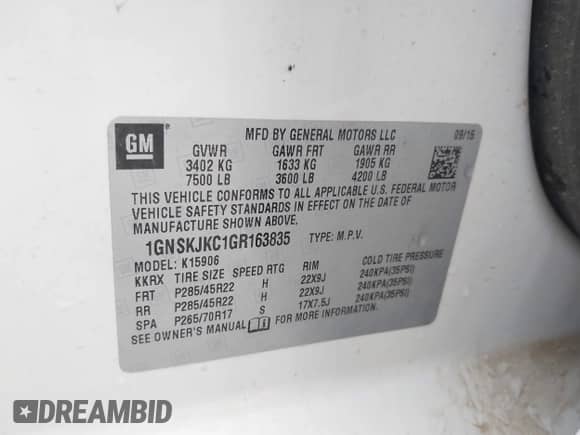 GM
MFD BY GENERAL MOTORS LLC 09/15
GVWR GAWR FRT GAWR RR
3402 KG 1633 KG 1905 KG
7500 LB 3600 LB 4200 LB
THIS VEHICLE CONFORMS TO ALL APPLICABLE U.S. FEDERAL MOTOR
VEHICLE SAFETY STANDARDS IN EFFECT ON THE DATE OF
MANUFACTURE SHOWN ABOVE.
1GNSKJKC1GR163835 TYPE: M.P.V.
MODEL: K15906
KKRX TIRE SIZE SPEED RTG RIM COLD TIRE PRESSURE
FRT P285/45R22 H 22X9J 240KPA(35PSI)
RR P285/45R22 H 22X9J 240KPA(35PSI)
SPA P265/70R17 S 17X7.5J 240KPA(35PSI)
SEE OWNER'S MANUAL FOR MORE INFORMATION.
DREAMBID